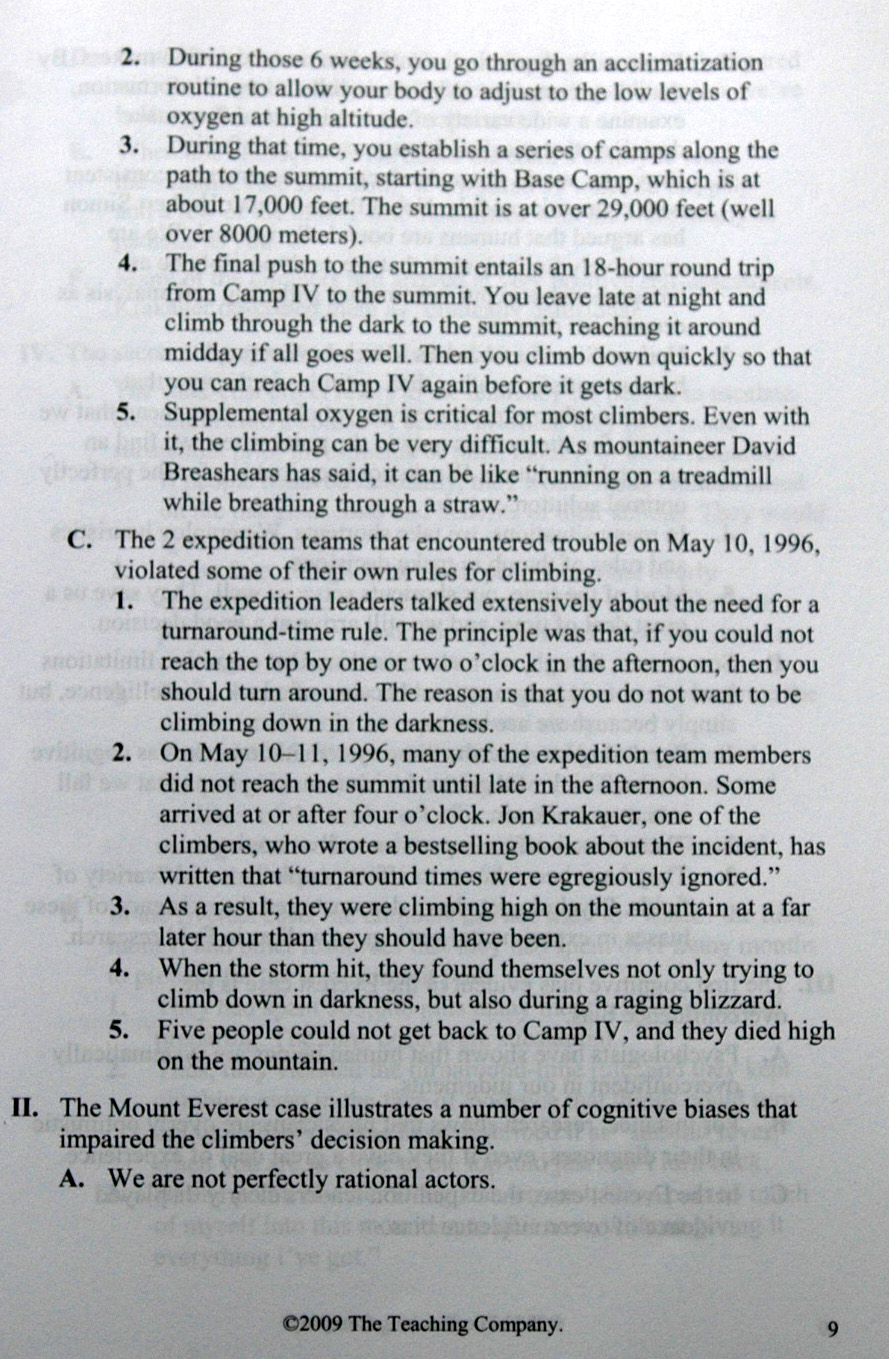 2. During those 6 weeks, you go through an acclimatization
routine to allow your body to adjust to the low levels of
oxygen at high altitude.
3. During that time, you establish a series of camps along the
path to the summit, starting with Base Camp, which is at
about 17,000 feet. The summit is at over 29,000 feet (well
over 8000 meters).
4. The final push to the summit entails an 18-hour round trip
from Camp IV to the summit. You leave late at night and
climb through the dark to the summit, reaching it around
midday if all goes well. Then you climb down quickly so that
you can reach Camp IV again before it gets dark.
5. Supplemental oxygen is critical for most climbers. Even with
it, the climbing can be very difficult. As mountaineer David
Breashears has said, it can be like “running on a treadmill
while breathing through a straw.”
C. The 2 expedition teams that encountered trouble on May 10, 1996,
violated some of their own rules for climbing.
1. The expedition leaders talked extensively about the need for a
turnaround-time rule. The principle was that, if you could not
reach the top by one or two o’clock in the afternoon, then you
should turn around. The reason is that you do not want to be
climbing down in the darkness.
2. On May 10–11, 1996, many of the expedition team members
did not reach the summit until late in the afternoon. Some
arrived at or after four o’clock. Jon Krakauer, one of the
climbers, who wrote a bestselling book about the incident, has
written that “turnaround times were egregiously ignored.”
3. As a result, they were climbing high on the mountain at a far
later hour than they should have been.
4. When the storm hit, they found themselves not only trying to
climb down in darkness, but also during a raging blizzard.
5. Five people could not get back to Camp IV, and they died high
on the mountain.
II. The Mount Everest case illustrates a number of cognitive biases that
impaired the climbers’ decision making.
A. We are not perfectly rational actors.
©2009 The Teaching Company.
9